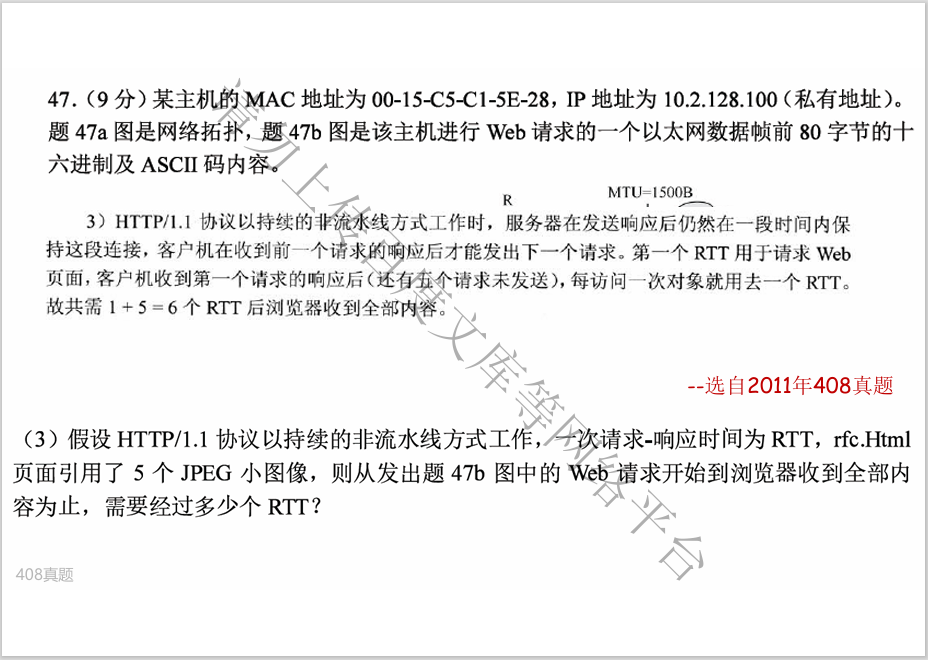 47.（9 分）某主机的 MAC 地址为 00-15-C5-C1-5E-28，IP 地址为 10.2.128.100（私有地址）。
题 47a 图是网络拓扑，题 47b 图是该主机进行 Web 请求的一个以太网数据帧前 80 字节的十
六进制及 ASCII 码内容。
R MTU=1500B
3）HTTP/1.1 协议以持续的非流水线方式工作时，服务器在发送响应后仍然在一段时间内保
持这段连接，客户机在收到前一个请求的响应后才能发出下一个请求。第一个 RTT 用于请求 Web
页面，客户机收到第一个请求的响应后（还有五个请求未发送），每访问一次对象就用去一个 RTT。
故共需 1 + 5 = 6 个 RTT 后浏览器收到全部内容。
--选自2011年408真题
（3）假设 HTTP/1.1 协议以持续的非流水线方式工作，一次请求-响应时间为 RTT，rfc.Html
页面引用了 5 个 JPEG 小图像，则从发出题 47b 图中的 Web 请求开始到浏览器收到全部内
容为止，需要经过多少个 RTT？
408真题
请勿上传百度文库等网络平台